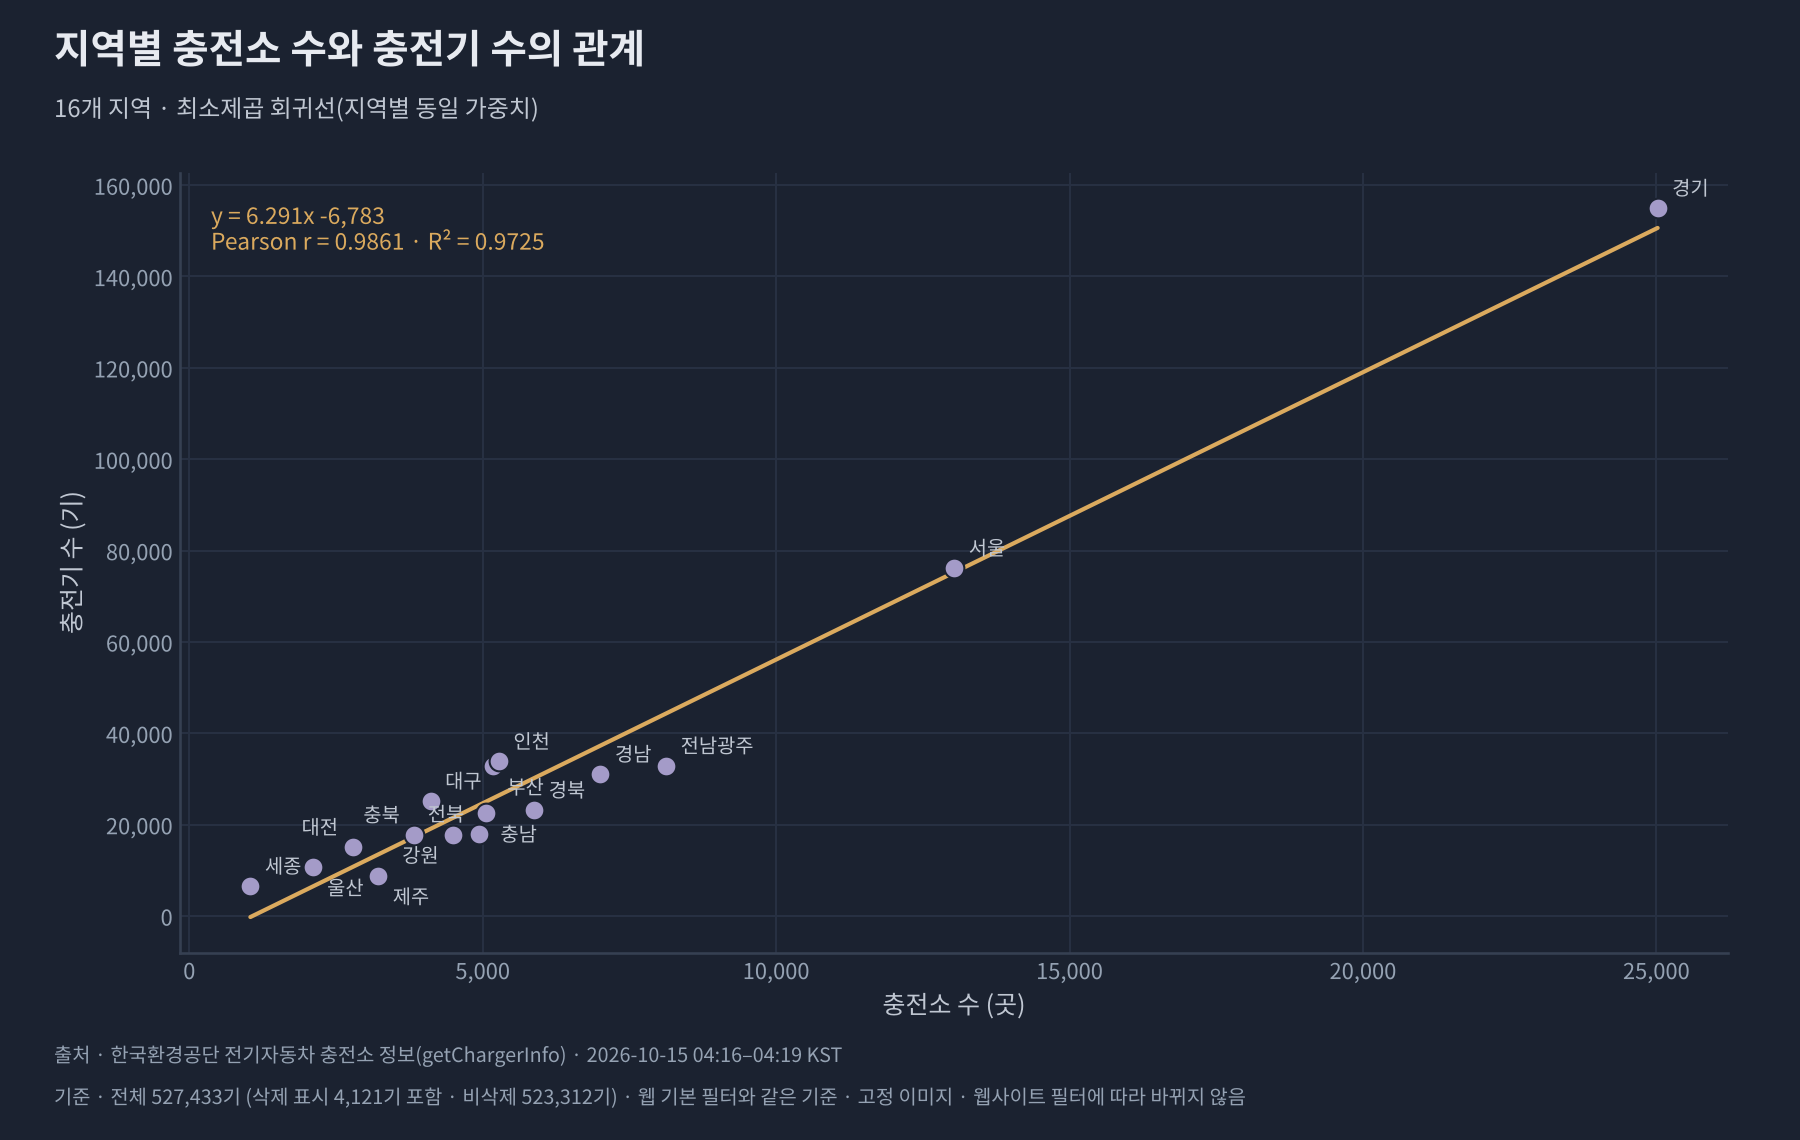 지역별 충전소 수와 충전기 수의 관계
16개 지역 · 최소제곱 회귀선(지역별 동일 가중치)
160,000
140,000
120,000
100,000
80,000
60,000
40,000
20,000
0
충전기 수 (기)
y = 6.291x -6,783
Pearson r = 0.9861 · R² = 0.9725
경기
서울
인천
전남광주
경남
대구
부산
경북
충북
전북
대전
충남
강원
세종
울산
제주
0
5,000
10,000
15,000
20,000
25,000
충전소 수 (곳)
출처 · 한국환경공단 전기자동차 충전소 정보(getChargerInfo) · 2026-10-15 04:16–04:19 KST
기준 · 전체 527,433기 (삭제 표시 4,121기 포함 · 비삭제 523,312기) · 웹 기본 필터와 같은 기준 · 고정 이미지 · 웹사이트 필터에 따라 바뀌지 않음